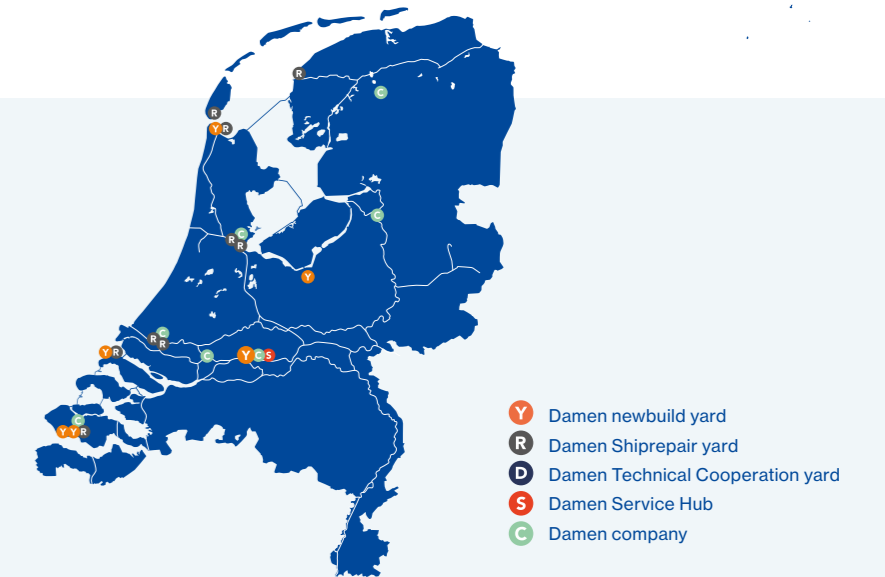 R
C
R
Y R
C
C
R
R
Y
C
R
R
Y R
C
Y C S
C
Y Y R
Y Damen newbuild yard
R Damen Shiprepair yard
D Damen Technical Cooperation yard
S Damen Service Hub
C Damen company